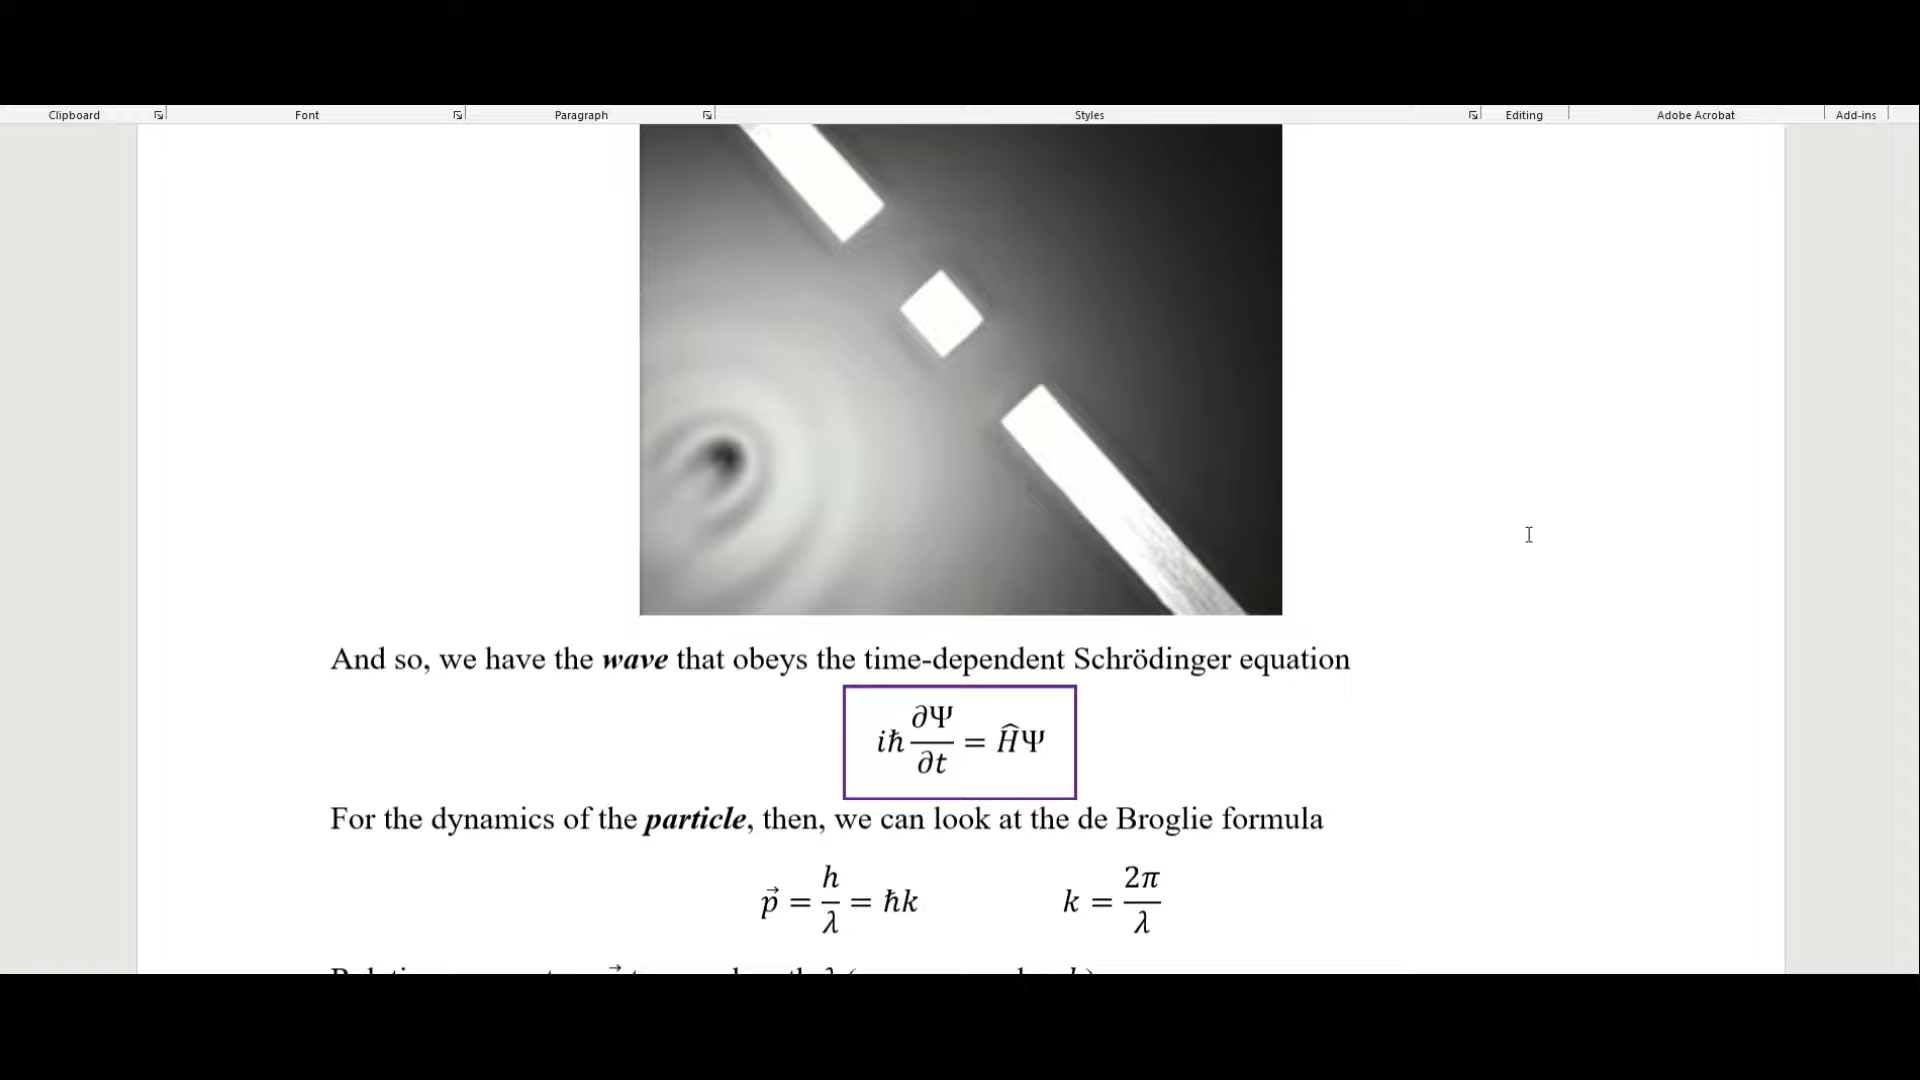 Clipboard Font Paragraph Styles Editing Adobe Acrobat Add-ins
And so, we have the wave that obeys the time-dependent Schrödinger equation
iħ ∂Ψ/∂t = ĤΨ
For the dynamics of the particle, then, we can look at the de Broglie formula
p⃗ = h/λ = ħk k = 2π/λ